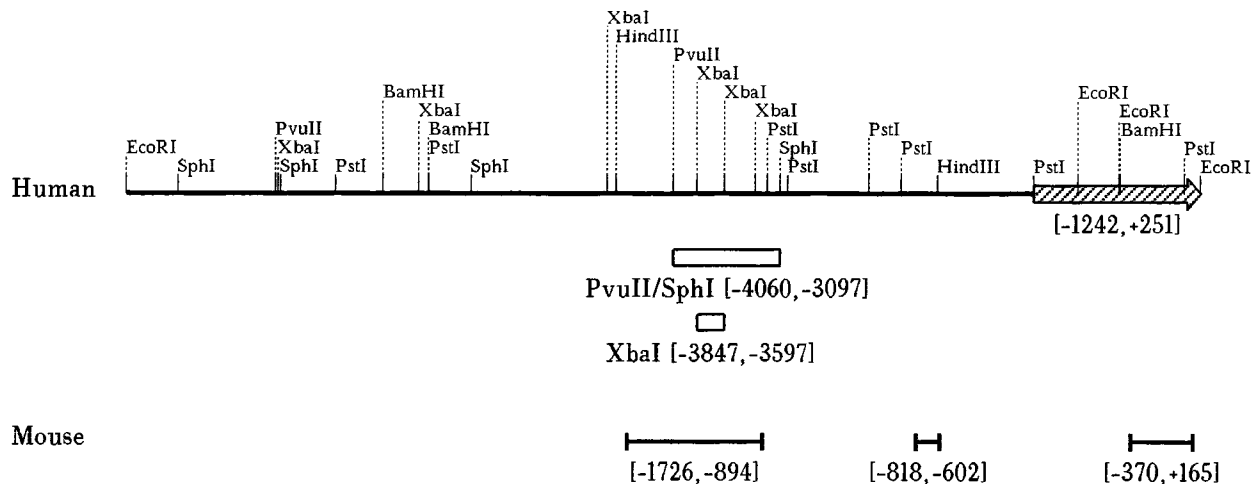 XbaI
HindIII
PvuII
XbaI
BamHI XbaI EcoRI
XbaI XbaI EcoRI
PvuII BamHI PstI PstI BamHI
EcoRI XbaI PstI SphI PstI PstI
SphI SphI PstI SphI PstI HindIII PstI EcoRI
Human
[-1242, +251]
PvuII/SphI [-4060, -3097]
XbaI [-3847, -3597]
Mouse
[-1726, -894] [-818, -602] [-370, +165]